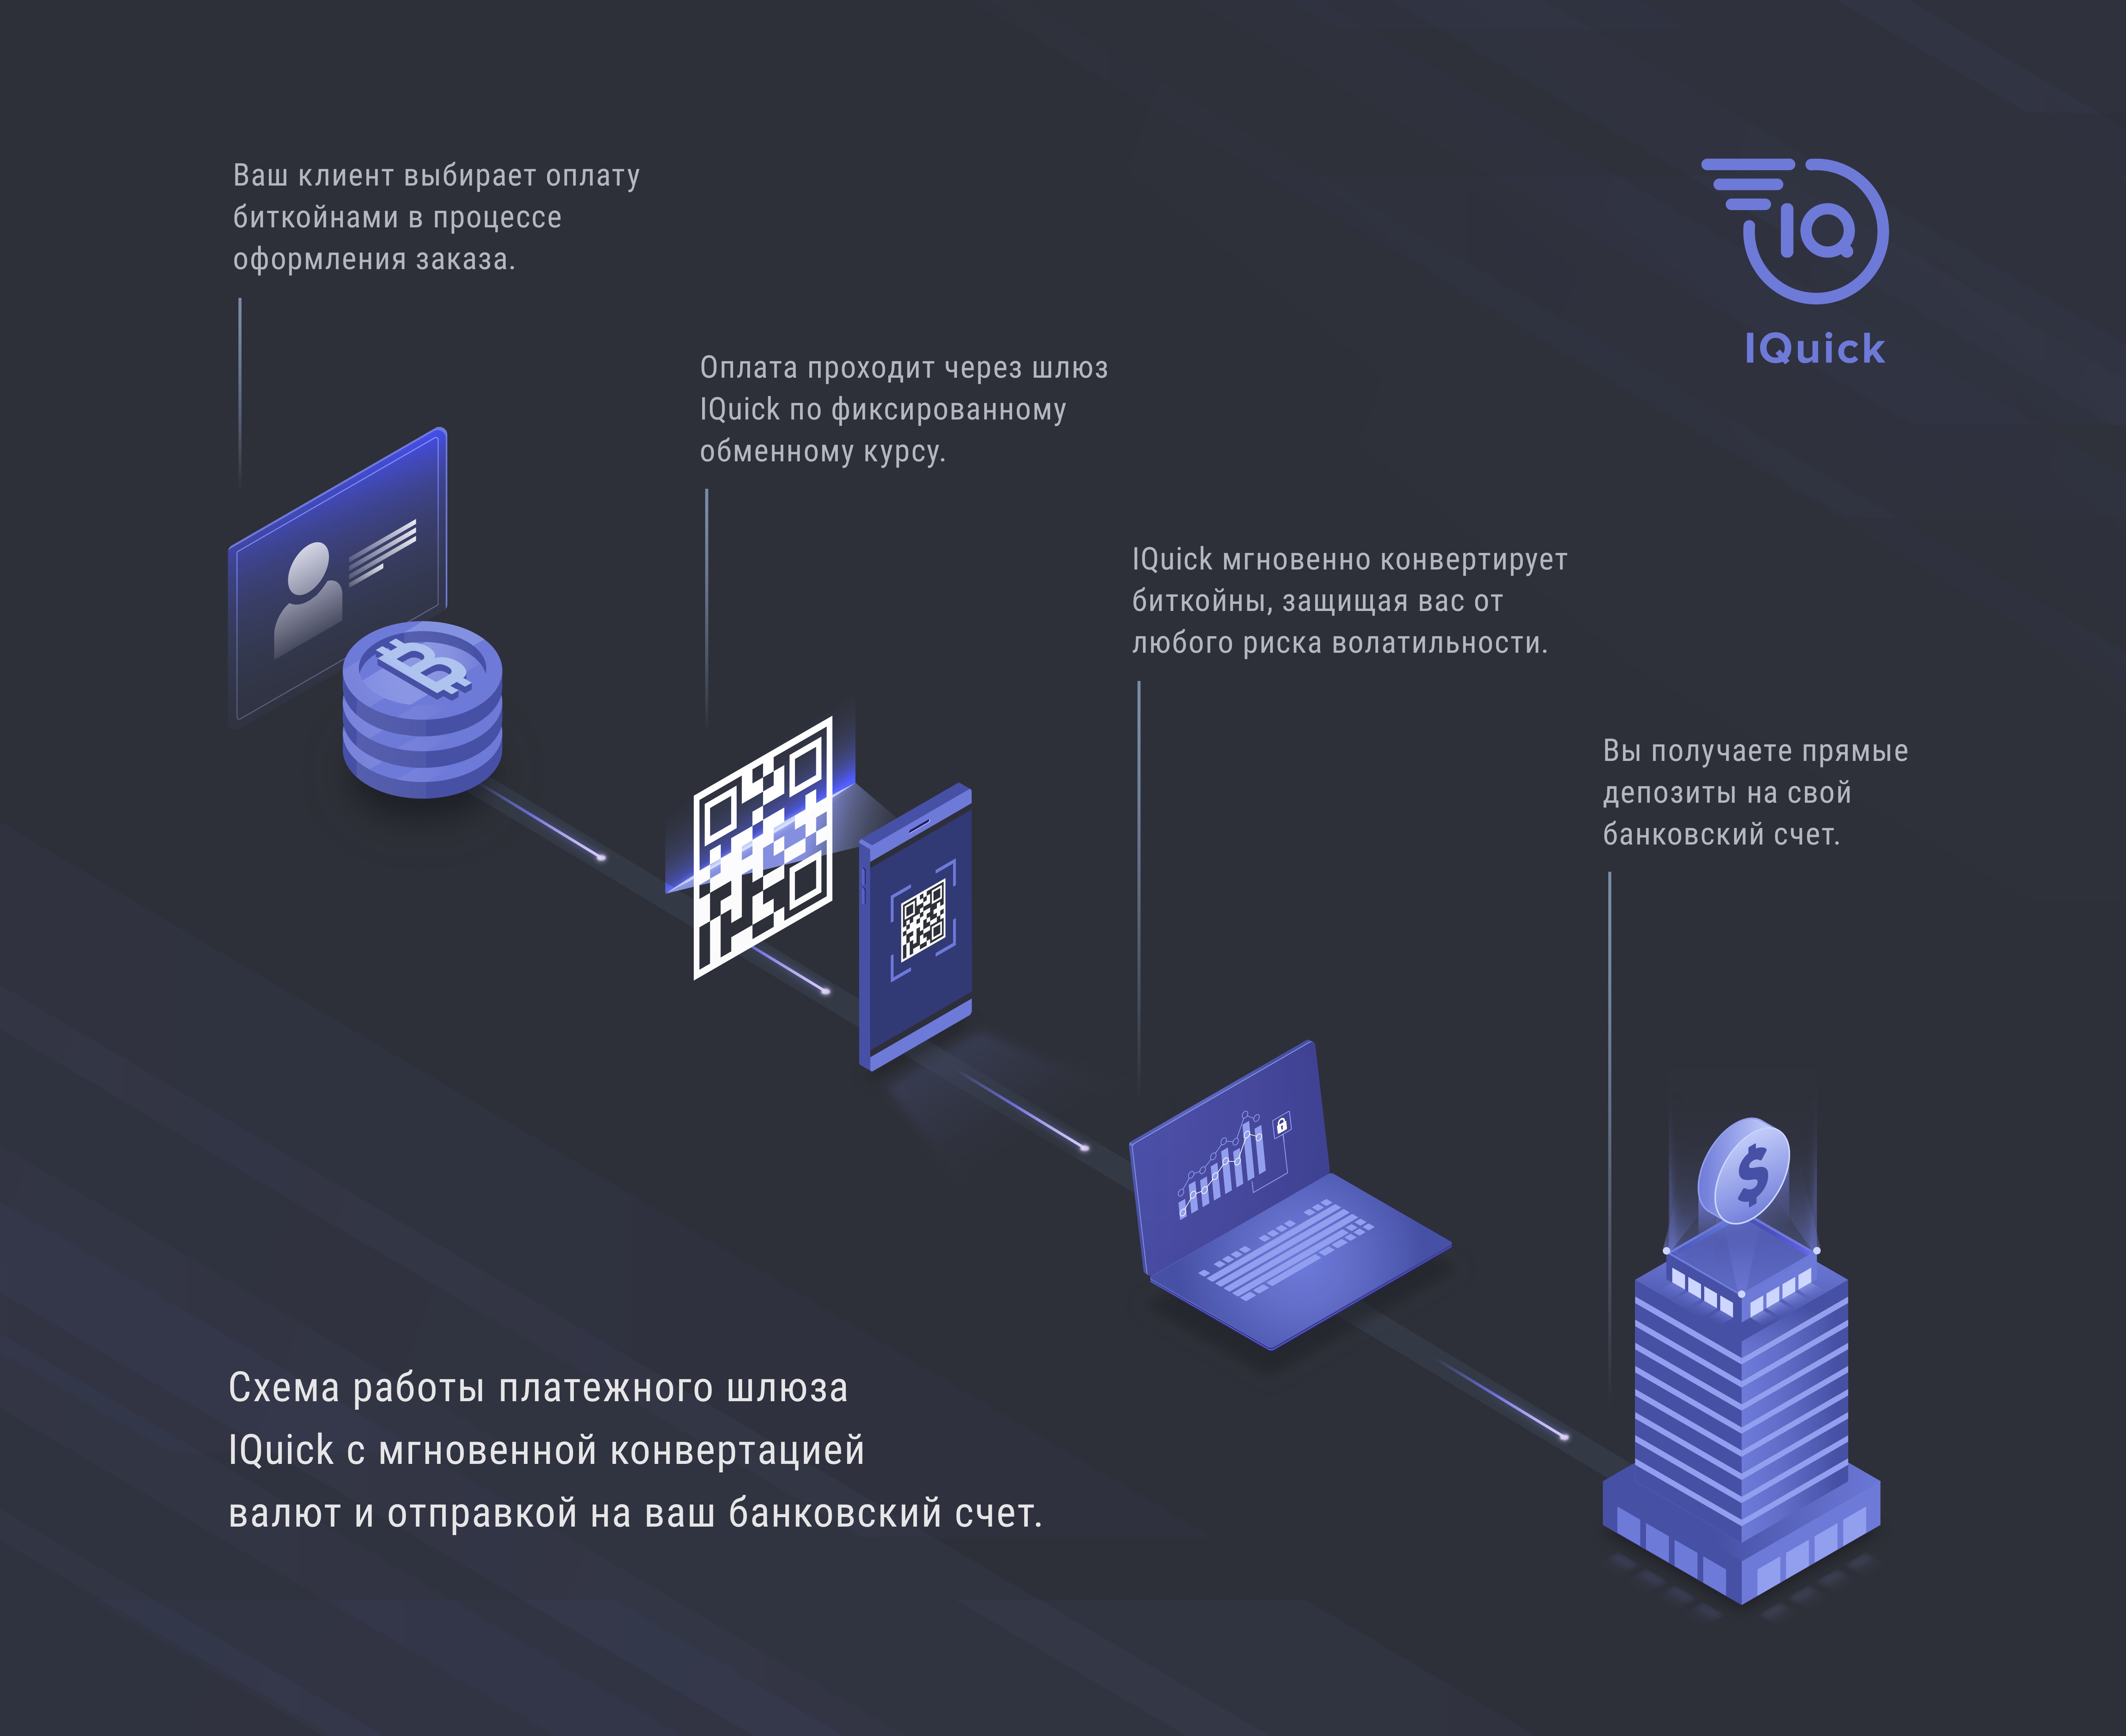 Ваш клиент выбирает оплату
биткойнами в процессе
оформления заказа.
IQ
IQuick
Оплата проходит через шлюз
IQuick по фиксированному
обменному курсу.
IQuick мгновенно конвертирует
биткойны, защищая вас от
любого риска волатильности.
Вы получаете прямые
депозиты на свой
банковский счет.
$
Схема работы платежного шлюза
IQuick с мгновенной конвертацией
валют и отправкой на ваш банковский счет.